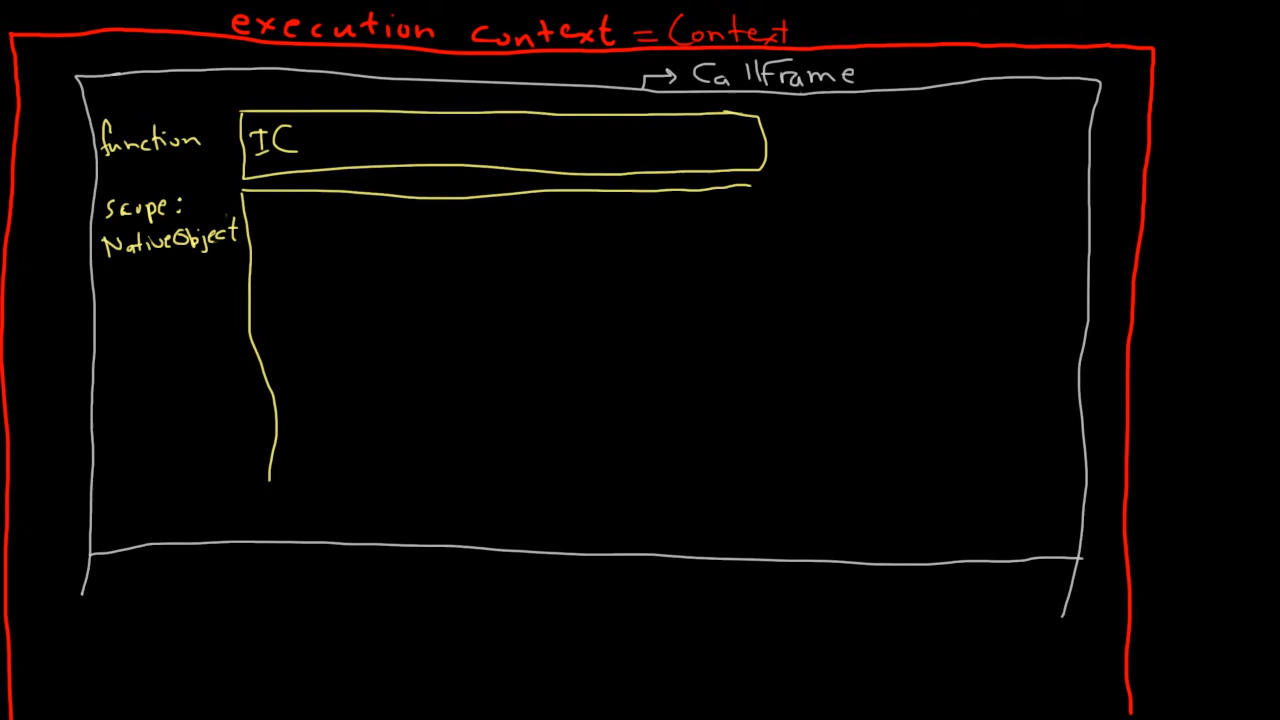 execution context = Context
→ CallFrame
function IC
scope:
NativeObject